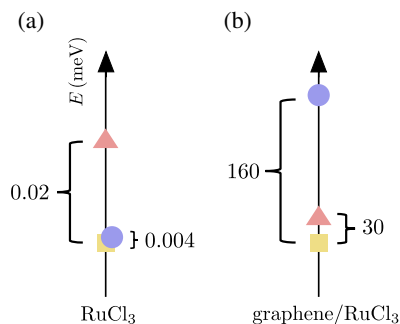 (a)
E (meV)
0.02
0.004
RuCl₃
(b)
160
30
graphene/RuCl₃